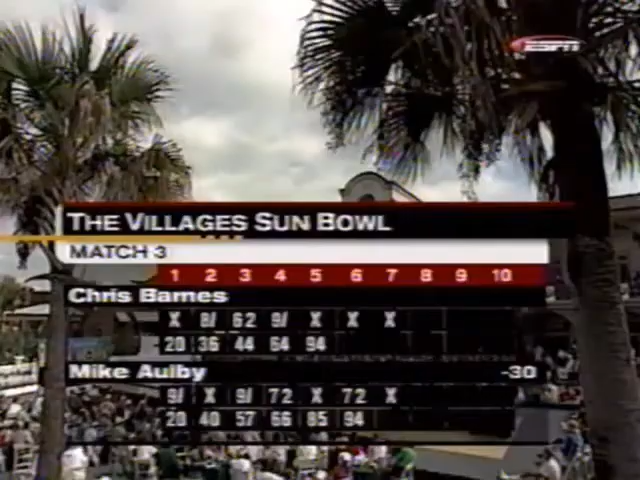 ESPN
THE VILLAGES SUN BOWL
MATCH 3
1 2 3 4 5 6 7 8 9 10
Chris Barnes
X 8/ 62 9/ X X X
20 36 44 64 94
Mike Aulby -30
9/ X 9/ 72 X 72 X
20 40 57 66 85 94